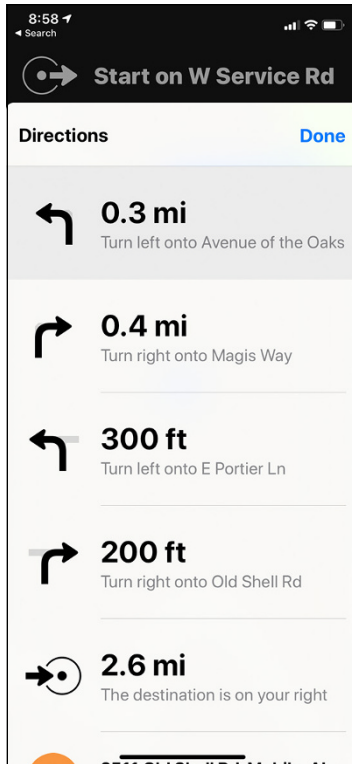 8:58
◀ Search
Start on W Service Rd
Directions
Done
0.3 mi
Turn left onto Avenue of the Oaks
0.4 mi
Turn right onto Magis Way
300 ft
Turn left onto E Portier Ln
200 ft
Turn right onto Old Shell Rd
2.6 mi
The destination is on your right